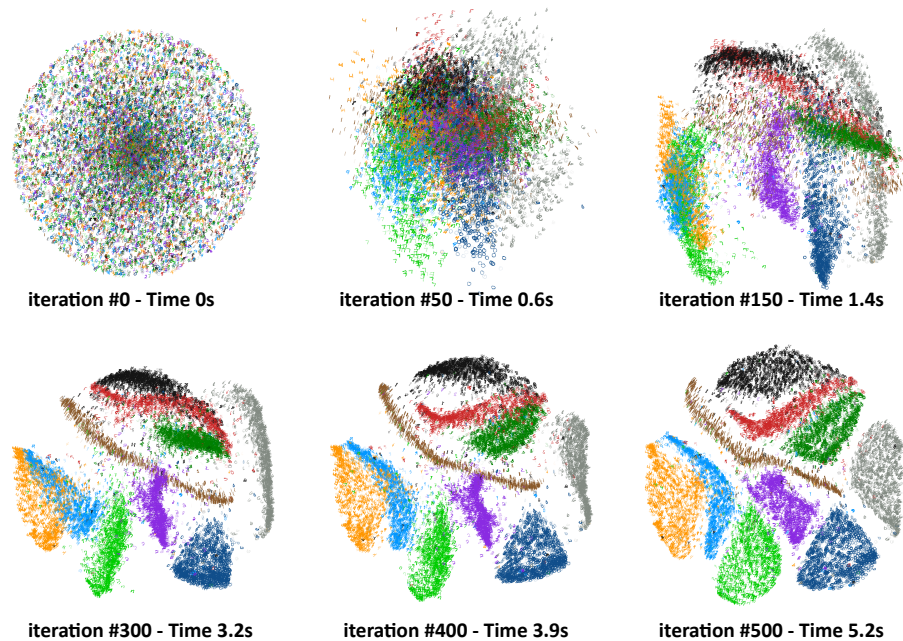 iteration #0 - Time 0s
iteration #50 - Time 0.6s
iteration #150 - Time 1.4s
iteration #300 - Time 3.2s
iteration #400 - Time 3.9s
iteration #500 - Time 5.2s